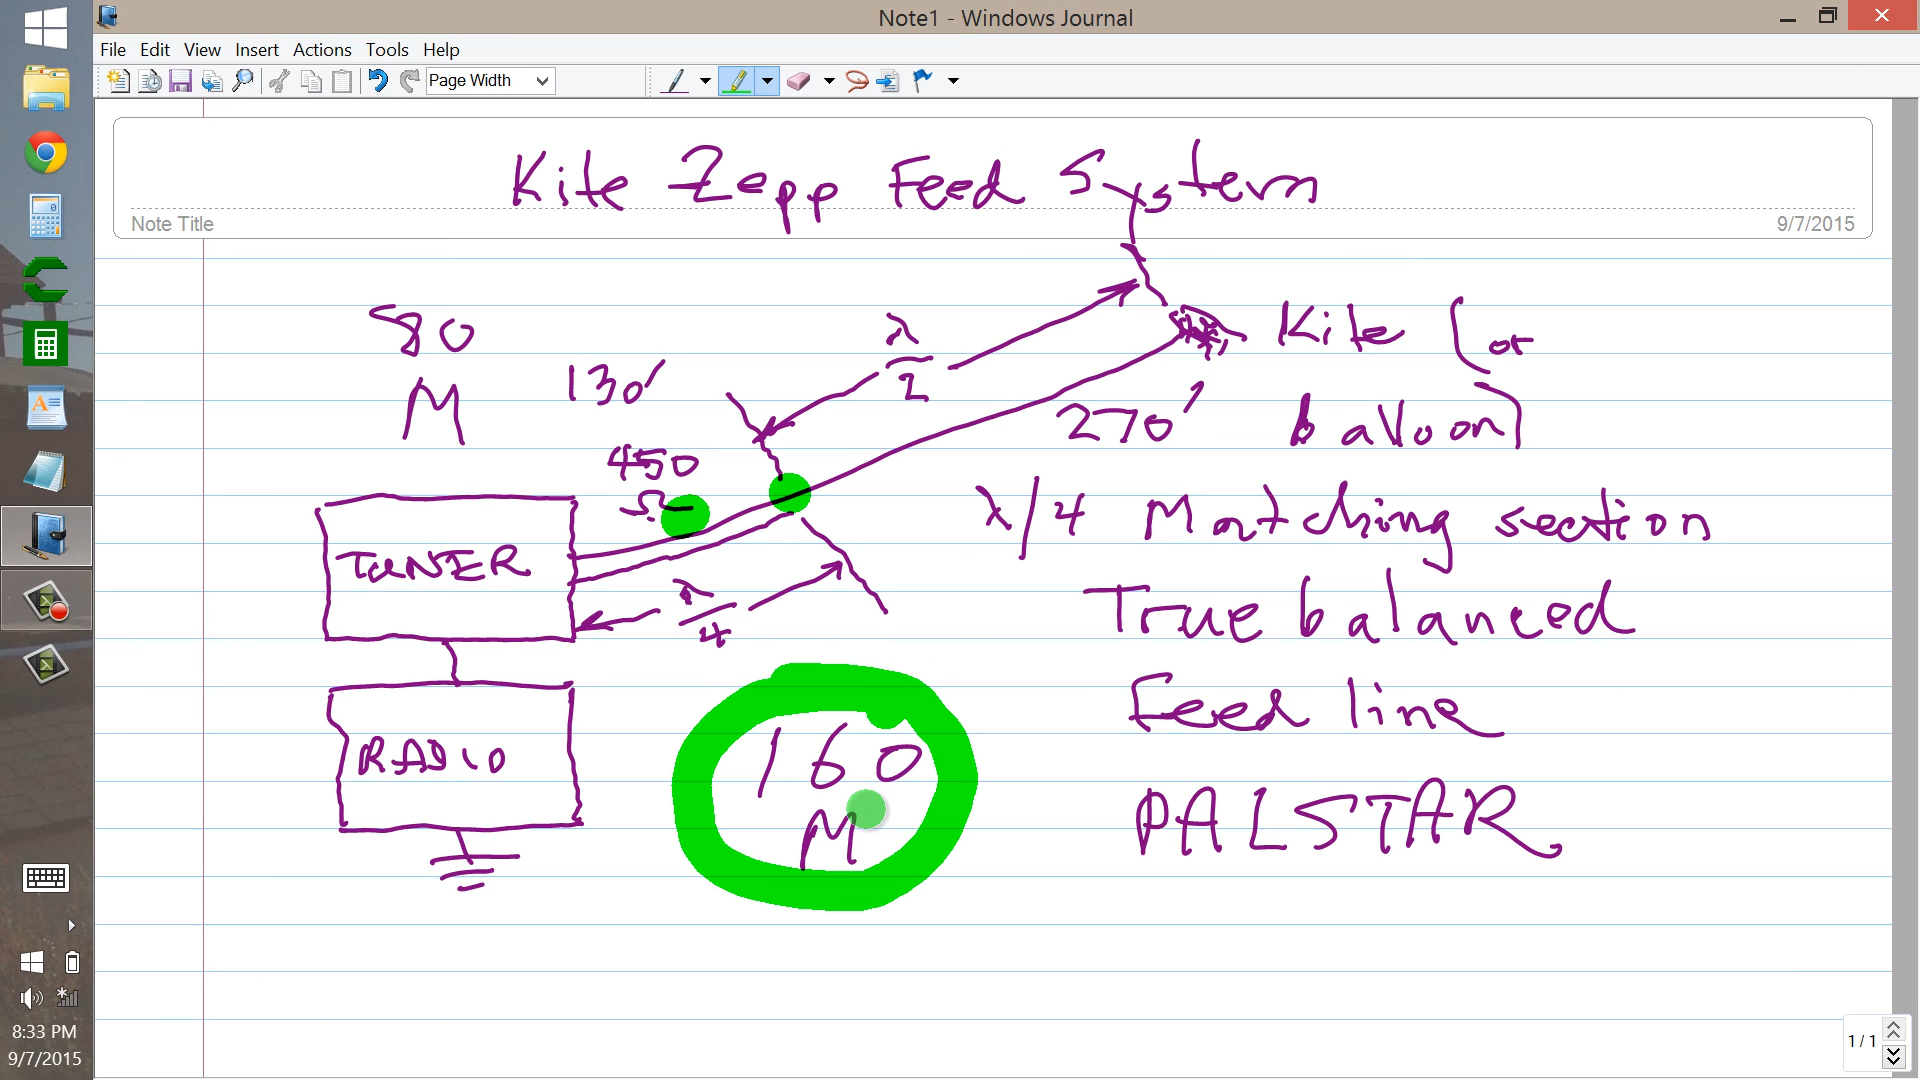 Note1 - Windows Journal
File Edit View Insert Actions Tools Help
Page Width
Kite Zepp Feed System
Note Title
9/7/2015
80
M
130'
λ/2
Kite (or
balloon)
270'
450
Ω
λ/4 Matching section
TUNER
λ/4
True balanced
Feed line
RADIO
160
M
PALSTAR
1 / 1
8:33 PM
9/7/2015